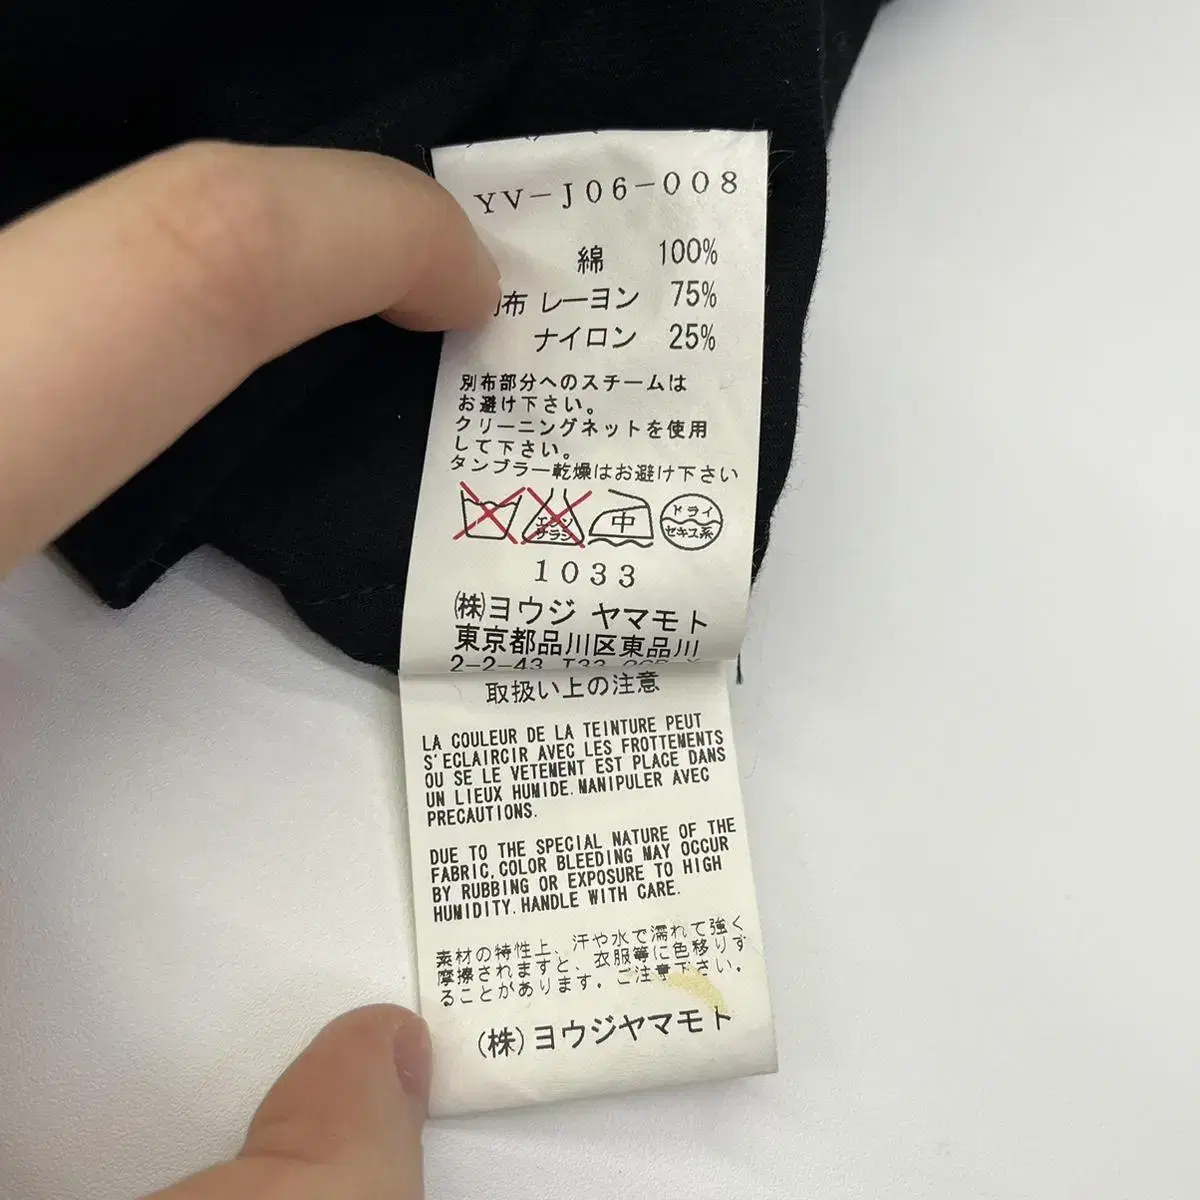 YV-J06-008
綿 100%
布 レーヨン 75%
ナイロン 25%
別布部分へのスチームは
お避け下さい。
クリーニングネットを使用
して下さい。
タンブラー乾燥はお避け下さい
エンソ サラシ 中 ドライ セキユ系
1033
(株)ヨウジ ヤマモト
東京都品川区東品川
2-2-43
取扱い上の注意
LA COULEUR DE LA TEINTURE PEUT
S'ECLAIRCIR AVEC LES FROTTEMENTS
OU SE LE VETEMENT EST PLACE DANS
UN LIEUX HUMIDE.MANIPULER AVEC
PRECAUTIONS.
DUE TO THE SPECIAL NATURE OF THE
FABRIC,COLOR BLEEDING MAY OCCUR
BY RUBBING OR EXPOSURE TO HIGH
HUMIDITY.HANDLE WITH CARE.
素材の特性上、汗や水で濡れて強く
摩擦されますと、衣服等に色移りす
ることがあります。ご注意下さい。
(株)ヨウジヤマモト